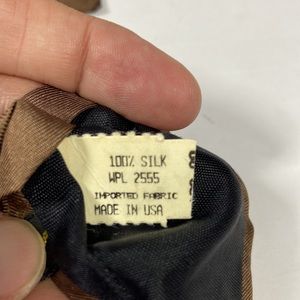 100% SILK
WPL 2555
IMPORTED FABRIC
MADE IN USA